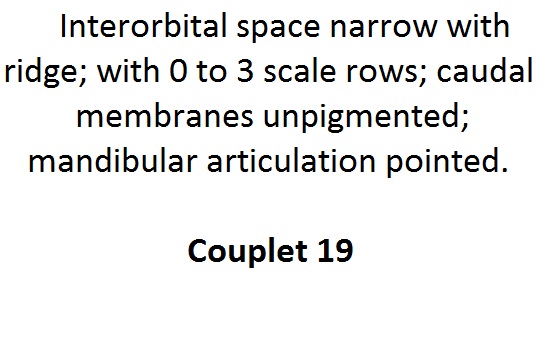 Interorbital space narrow with
ridge; with 0 to 3 scale rows; caudal
membranes unpigmented;
mandibular articulation pointed.
Couplet 19